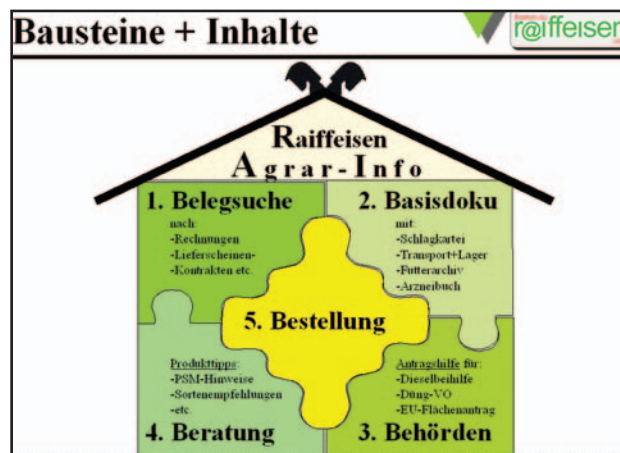 Bausteine + Inhalte
r@iffeisen
Raiffeisen
Agrar-Info
1. Belegsuche
nach:
-Rechnungen
-Lieferscheinen-
-Kontrakten etc.
2. Basisdoku
mit:
-Schlagkartei
-Transport+Lager
-Futterarchiv
-Arzneibuch
5. Bestellung
Produkttipps:
-PSM-Hinweise
-Sortenempfehlungen
-etc.
4. Beratung
Antragshilfe für:
-Dieselbeihilfe
-Düng-VO
-EU-Flächenantrag
3. Behörden